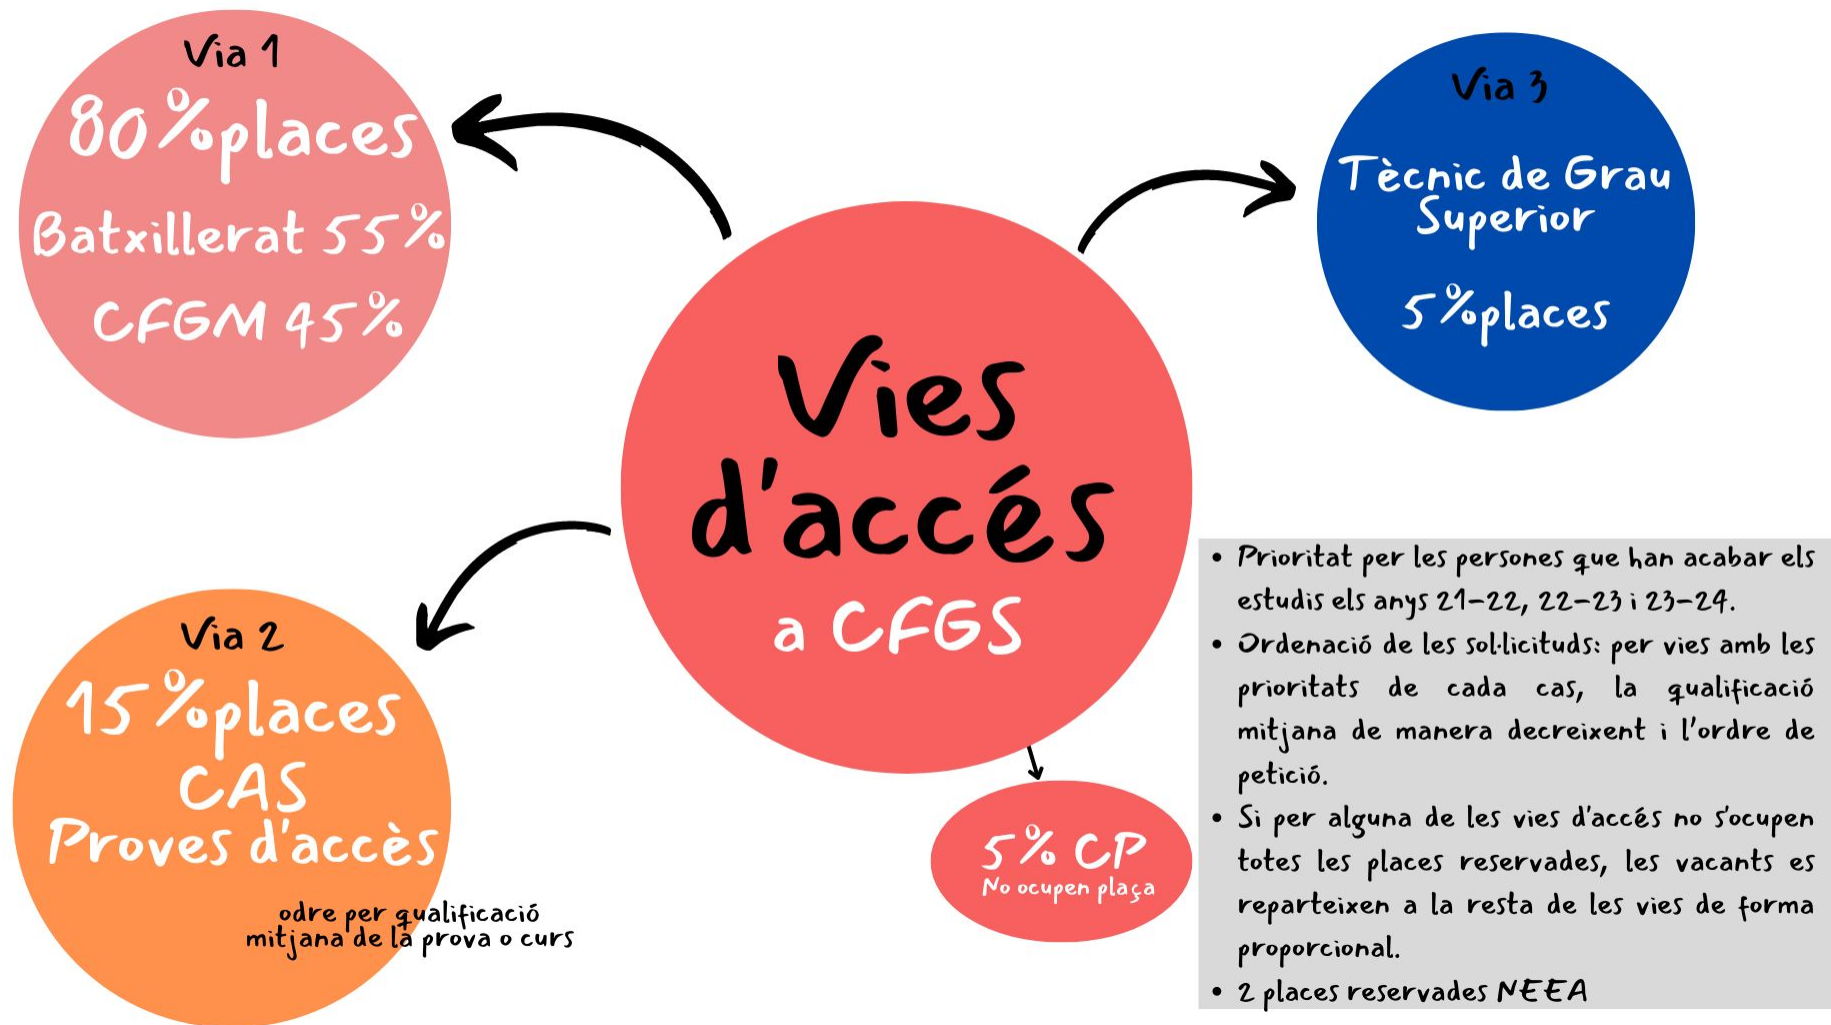 Via 1
80%places
Batxillerat 55%
CFGM 45%
Via 3
Tècnic de Grau
Superior
5%places
Vies
d'accés
a CFGS
Via 2
15%places
CAS
Proves d'accès
odre per qualificació
mitjana de la prova o curs
5% CP
No ocupen plaça
• Prioritat per les persones que han acabar els
estudis els anys 21-22, 22-23 i 23-24.
• Ordenació de les sol·licituds: per vies amb les
prioritats de cada cas, la qualificació
mitjana de manera decreixent i l'ordre de
petició.
• Si per alguna de les vies d'accés no s'ocupen
totes les places reservades, les vacants es
reparteixen a la resta de les vies de forma
proporcional.
• 2 places reservades NEEA